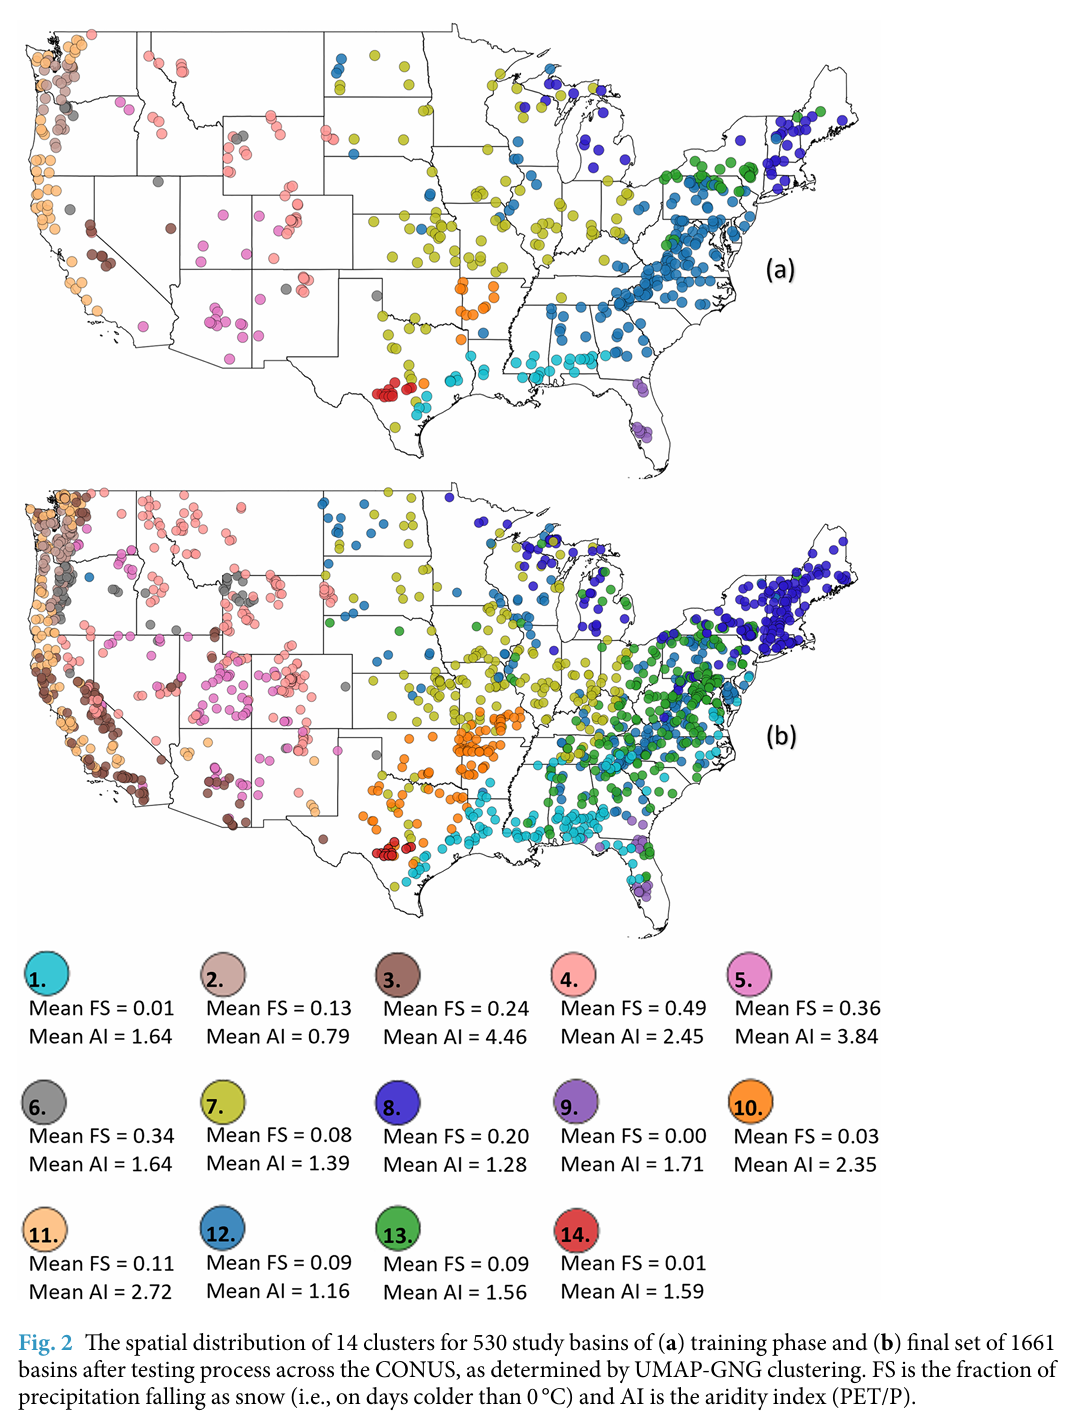 (a)
(b)
1. 2. 3. 4. 5.
Mean FS = 0.01 Mean FS = 0.13 Mean FS = 0.24 Mean FS = 0.49 Mean FS = 0.36
Mean AI = 1.64 Mean AI = 0.79 Mean AI = 4.46 Mean AI = 2.45 Mean AI = 3.84
6. 7. 8. 9. 10.
Mean FS = 0.34 Mean FS = 0.08 Mean FS = 0.20 Mean FS = 0.00 Mean FS = 0.03
Mean AI = 1.64 Mean AI = 1.39 Mean AI = 1.28 Mean AI = 1.71 Mean AI = 2.35
11. 12. 13. 14.
Mean FS = 0.11 Mean FS = 0.09 Mean FS = 0.09 Mean FS = 0.01
Mean AI = 2.72 Mean AI = 1.16 Mean AI = 1.56 Mean AI = 1.59
Fig. 2 The spatial distribution of 14 clusters for 530 study basins of (a) training phase and (b) final set of 1661
basins after testing process across the CONUS, as determined by UMAP-GNG clustering. FS is the fraction of
precipitation falling as snow (i.e., on days colder than 0 °C) and AI is the aridity index (PET/P).